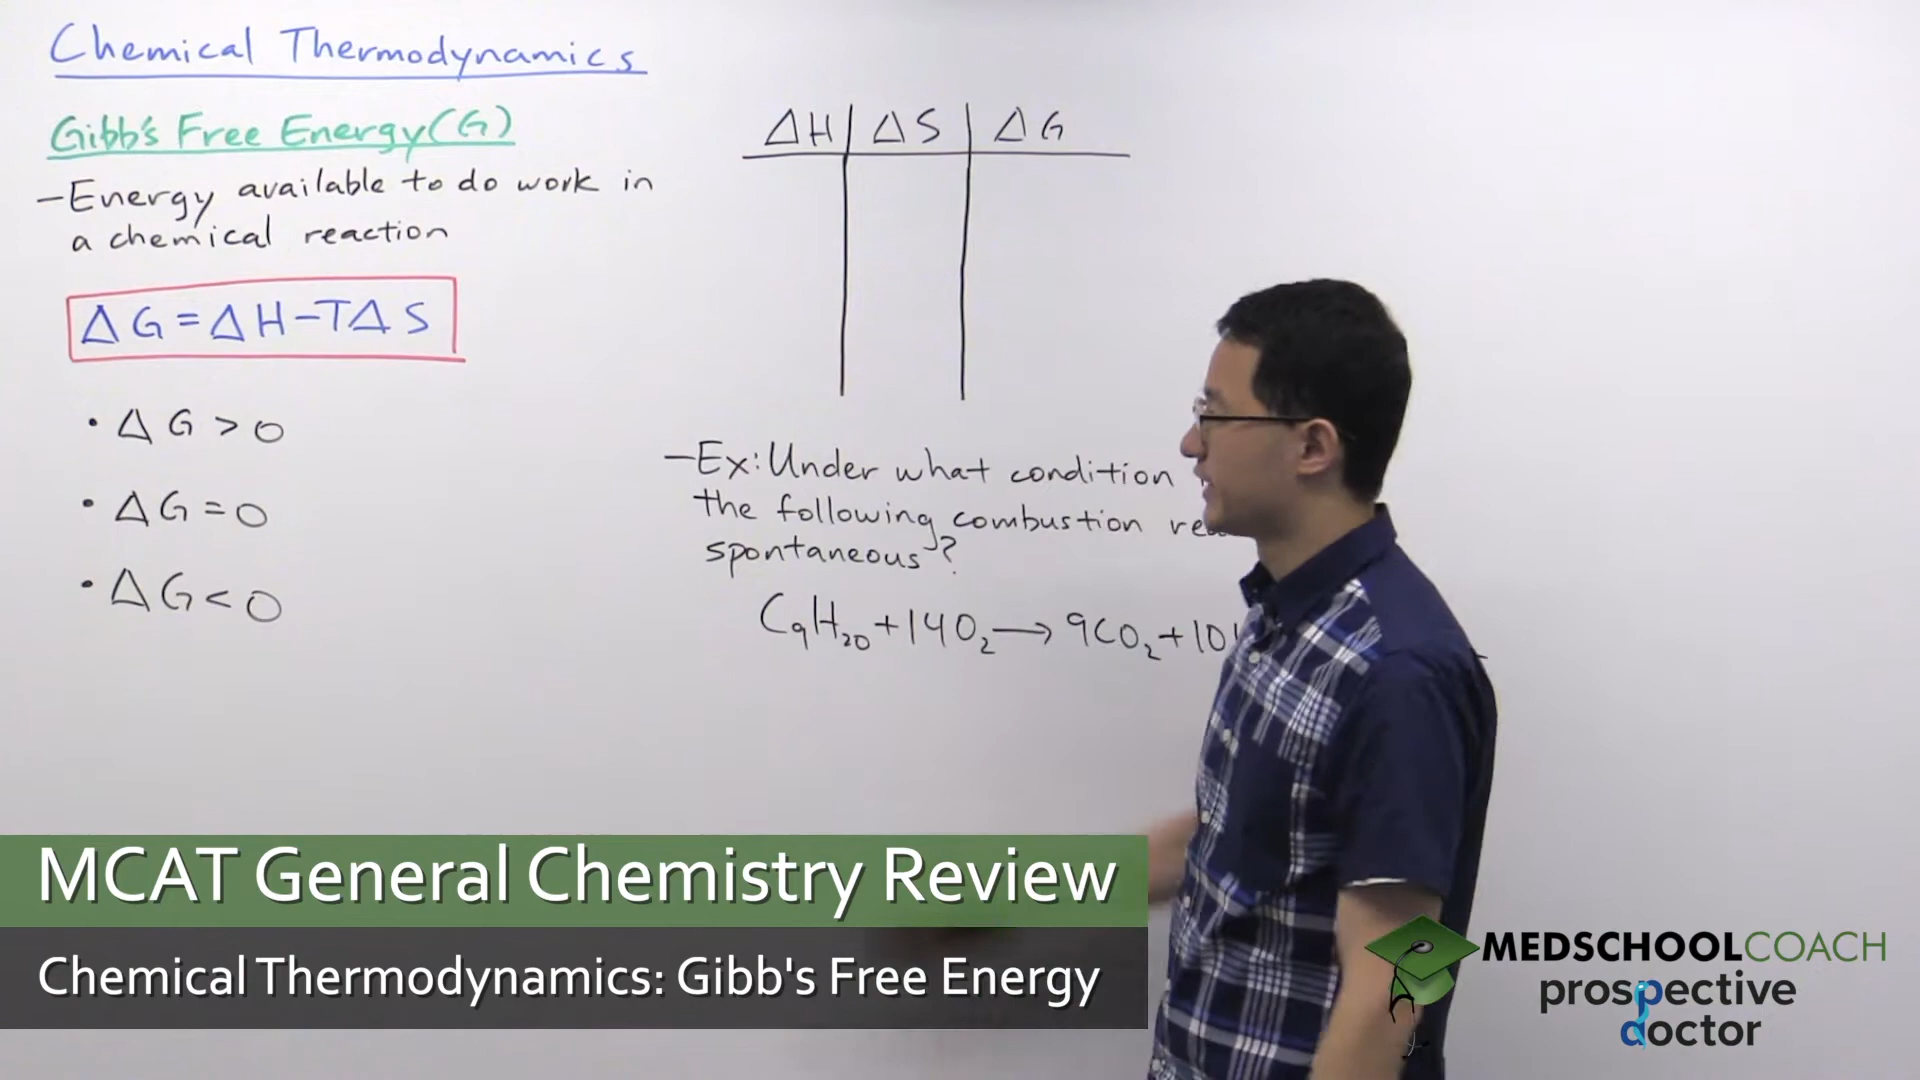 Chemical Thermodynamics
Gibb's Free Energy (G)
-Energy available to do work in
a chemical reaction
ΔG=ΔH-TΔS
• ΔG>0
• ΔG=0
• ΔG<0
ΔH ΔS ΔG
-Ex: Under what condition
the following combustion
spontaneous?
C₉H₂₀+14O₂→9CO₂+10
MCAT General Chemistry Review
Chemical Thermodynamics: Gibb's Free Energy
MEDSCHOOLCOACH
prospective
doctor